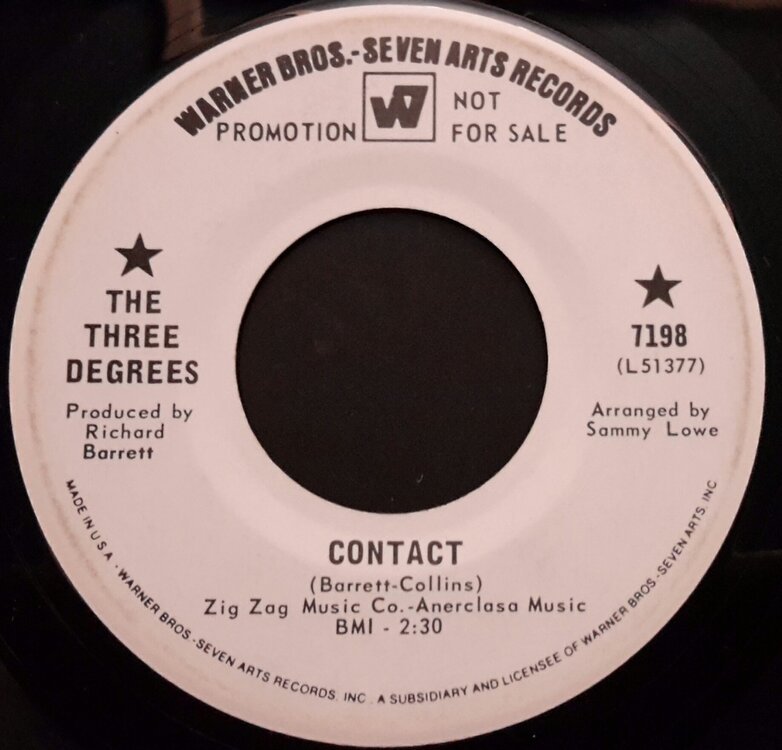 WARNER BROS.-SEVEN ARTS RECORDS
PROMOTION W7 NOT FOR SALE
THE
THREE
DEGREES
Produced by
Richard
Barrett
7198
(L51377)
Arranged by
Sammy Lowe
CONTACT
(Barrett-Collins)
Zig Zag Music Co.-Anerclasa Music
BMI - 2:30
MADE IN U.S.A. · WARNER BROS.-SEVEN ARTS RECORDS, INC., A SUBSIDIARY AND LICENSEE OF WARNER BROS.-SEVEN ARTS, INC.